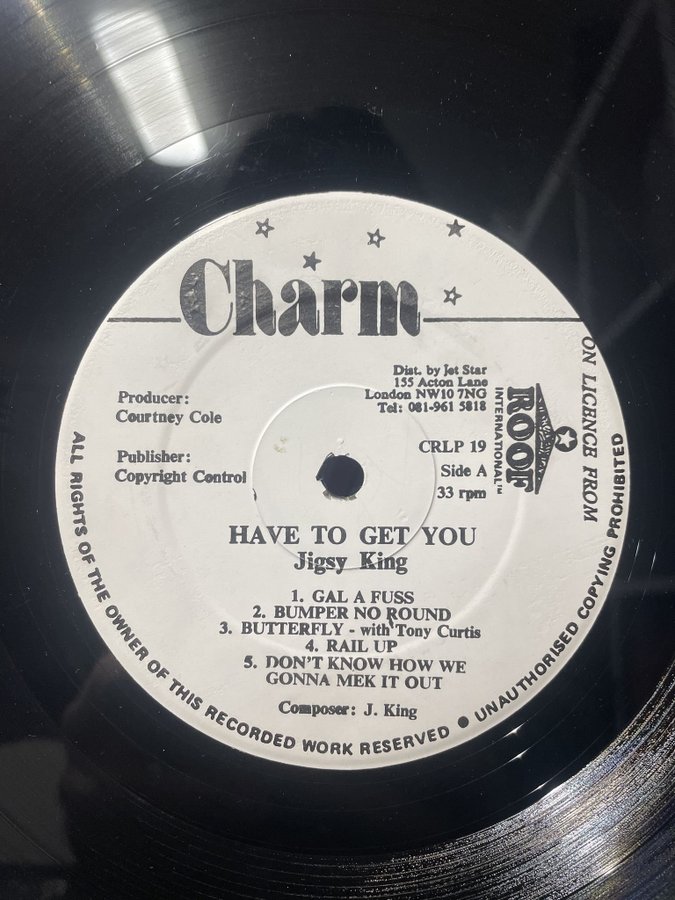 Charm
Producer:
Courtney Cole
Publisher:
Copyright Control
Dist. by Jet Star
155 Acton Lane
London NW10 7NG
Tel: 081-961 5818
CRLP 19
Side A
33 rpm
ROOF
INTERNATIONAL™
ON LICENCE FROM
HAVE TO GET YOU
Jigsy King
1. GAL A FUSS
2. BUMPER NO ROUND
3. BUTTERFLY - with Tony Curtis
4. RAIL UP
5. DON'T KNOW HOW WE
GONNA MEK IT OUT
Composer: J. King
ALL RIGHTS OF THE OWNER OF THIS RECORDED WORK RESERVED ● UNAUTHORISED COPYING PROHIBITED